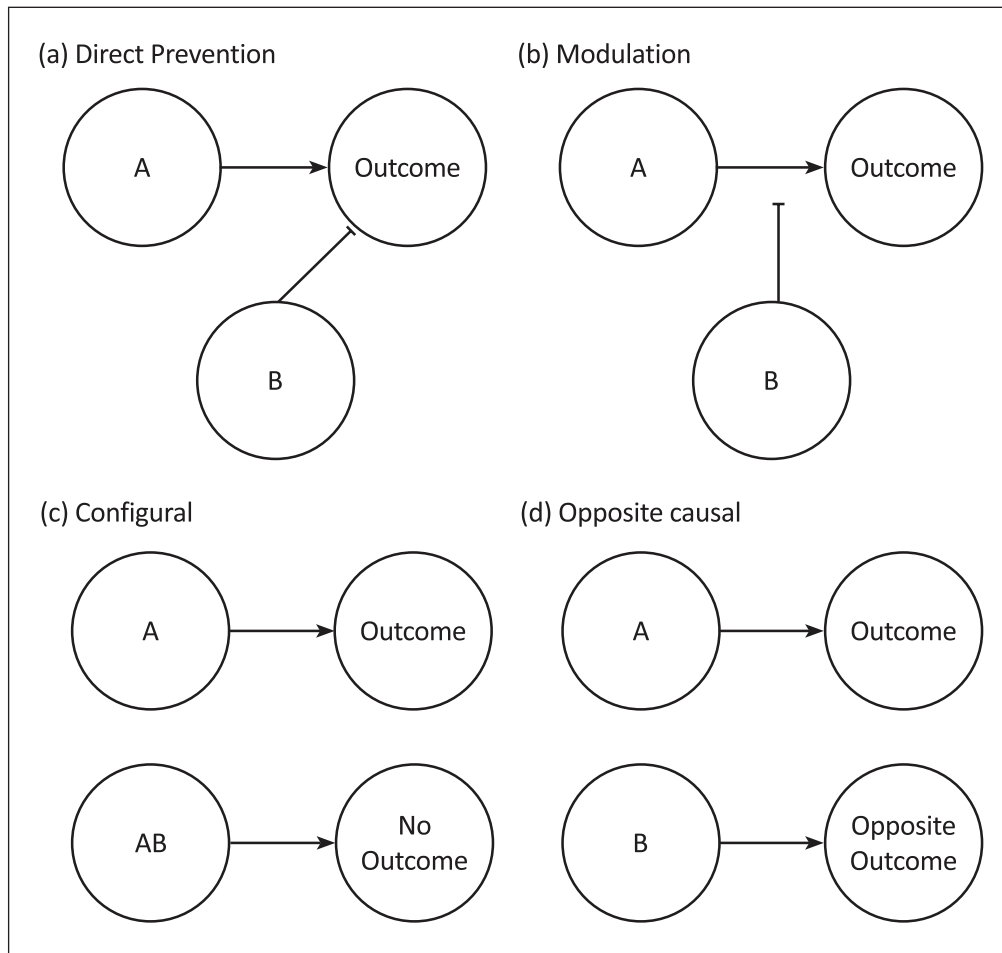 (a) Direct Prevention
A
Outcome
B
(b) Modulation
A
Outcome
B
(c) Configural
A
Outcome
AB
No
Outcome
(d) Opposite causal
A
Outcome
B
Opposite
Outcome